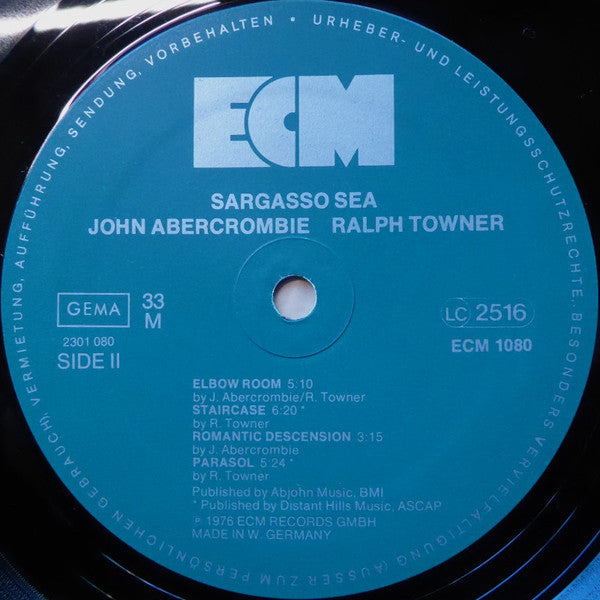 URHEBER- UND LEISTUNGSSCHUTZRECHTE, BESONDERS VERVIELFÄLTIGUNG (AUSSER ZUM PERSÖNLICHEN GEBRAUCH), VERMIETUNG, AUFFÜHRUNG, SENDUNG, VORBEHALTEN •
ECM
SARGASSO SEA
JOHN ABERCROMBIE RALPH TOWNER
GEMA
33
M
2301 080
SIDE II
LC 2516
ECM 1080
ELBOW ROOM 5:10
by J. Abercrombie/R. Towner
STAIRCASE 6:20 *
by R. Towner
ROMANTIC DESCENSION 3:15
by J. Abercrombie
PARASOL 5:24 *
by R. Towner
Published by Abjohn Music, BMI
* Published by Distant Hills Music, ASCAP
℗ 1976 ECM RECORDS GMBH
MADE IN W. GERMANY